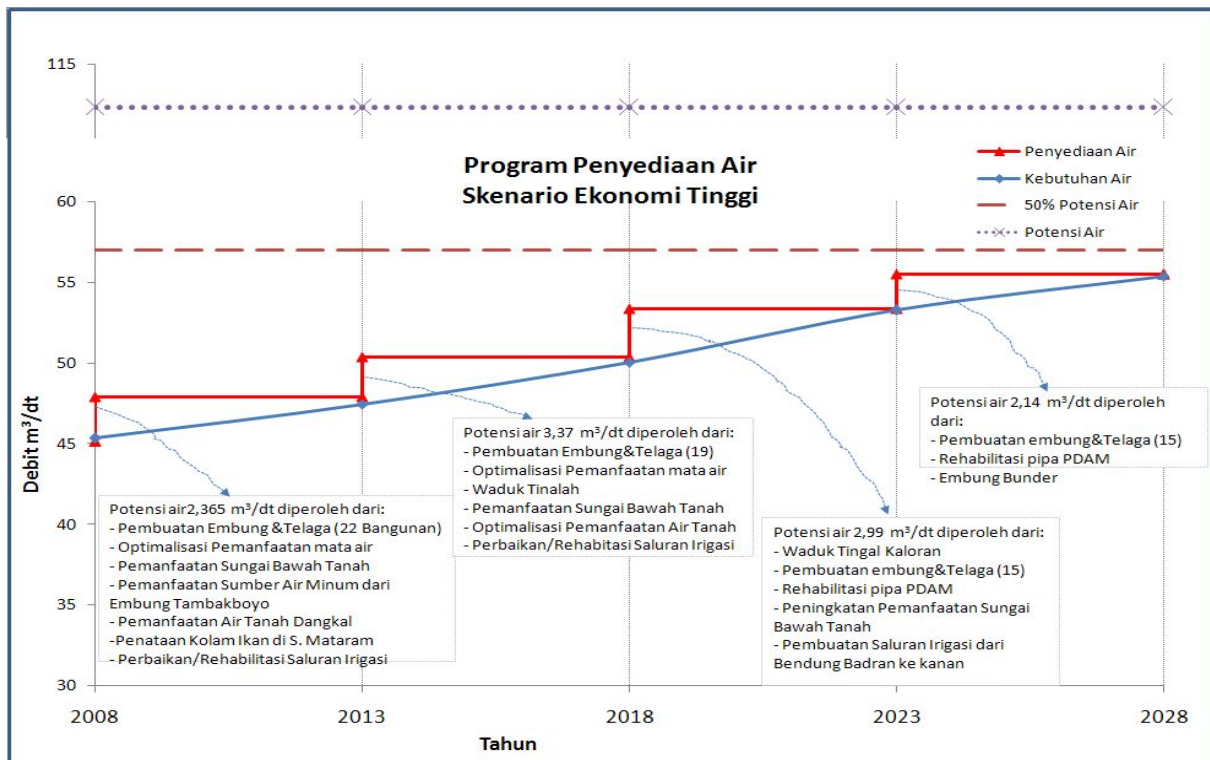 115
Program Penyediaan Air
Skenario Ekonomi Tinggi
Penyediaan Air
Kebutuhan Air
50% Potensi Air
Potensi Air
60
55
50
45
40
35
30
Debit m³/dt
Potensi air2,365 m³/dt diperoleh dari:
- Pembuatan Embung &Telaga (22 Bangunan)
- Optimalisasi Pemanfaatan mata air
- Pemanfaatan Sungai Bawah Tanah
- Pemanfaatan Sumber Air Minum dari
Embung Tambakboyo
- Pemanfaatan Air Tanah Dangkal
-Penataan Kolam Ikan di S. Mataram
- Perbaikan/Rehabilitasi Saluran Irigasi
Potensi air 3,37 m³/dt diperoleh dari:
- Pembuatan Embung&Telaga (19)
- Optimalisasi Pemanfaatan mata air
- Waduk Tinalah
- Pemanfaatan Sungai Bawah Tanah
- Optimalisasi Pemanfaatan Air Tanah
- Perbaikan/Rehabitasi Saluran Irigasi
Potensi air 2,99 m³/dt diperoleh dari:
- Waduk Tingal Kaloran
- Pembuatan embung&Telaga (15)
- Rehabilitasi pipa PDAM
- Peningkatan Pemanfaatan Sungai
Bawah Tanah
- Pembuatan Saluran Irigasi dari
Bendung Badran ke kanan
Potensi air 2,14 m³/dt diperoleh
dari:
- Pembuatan embung&Telaga (15)
- Rehabilitasi pipa PDAM
- Embung Bunder
2008
2013
2018
2023
2028
Tahun